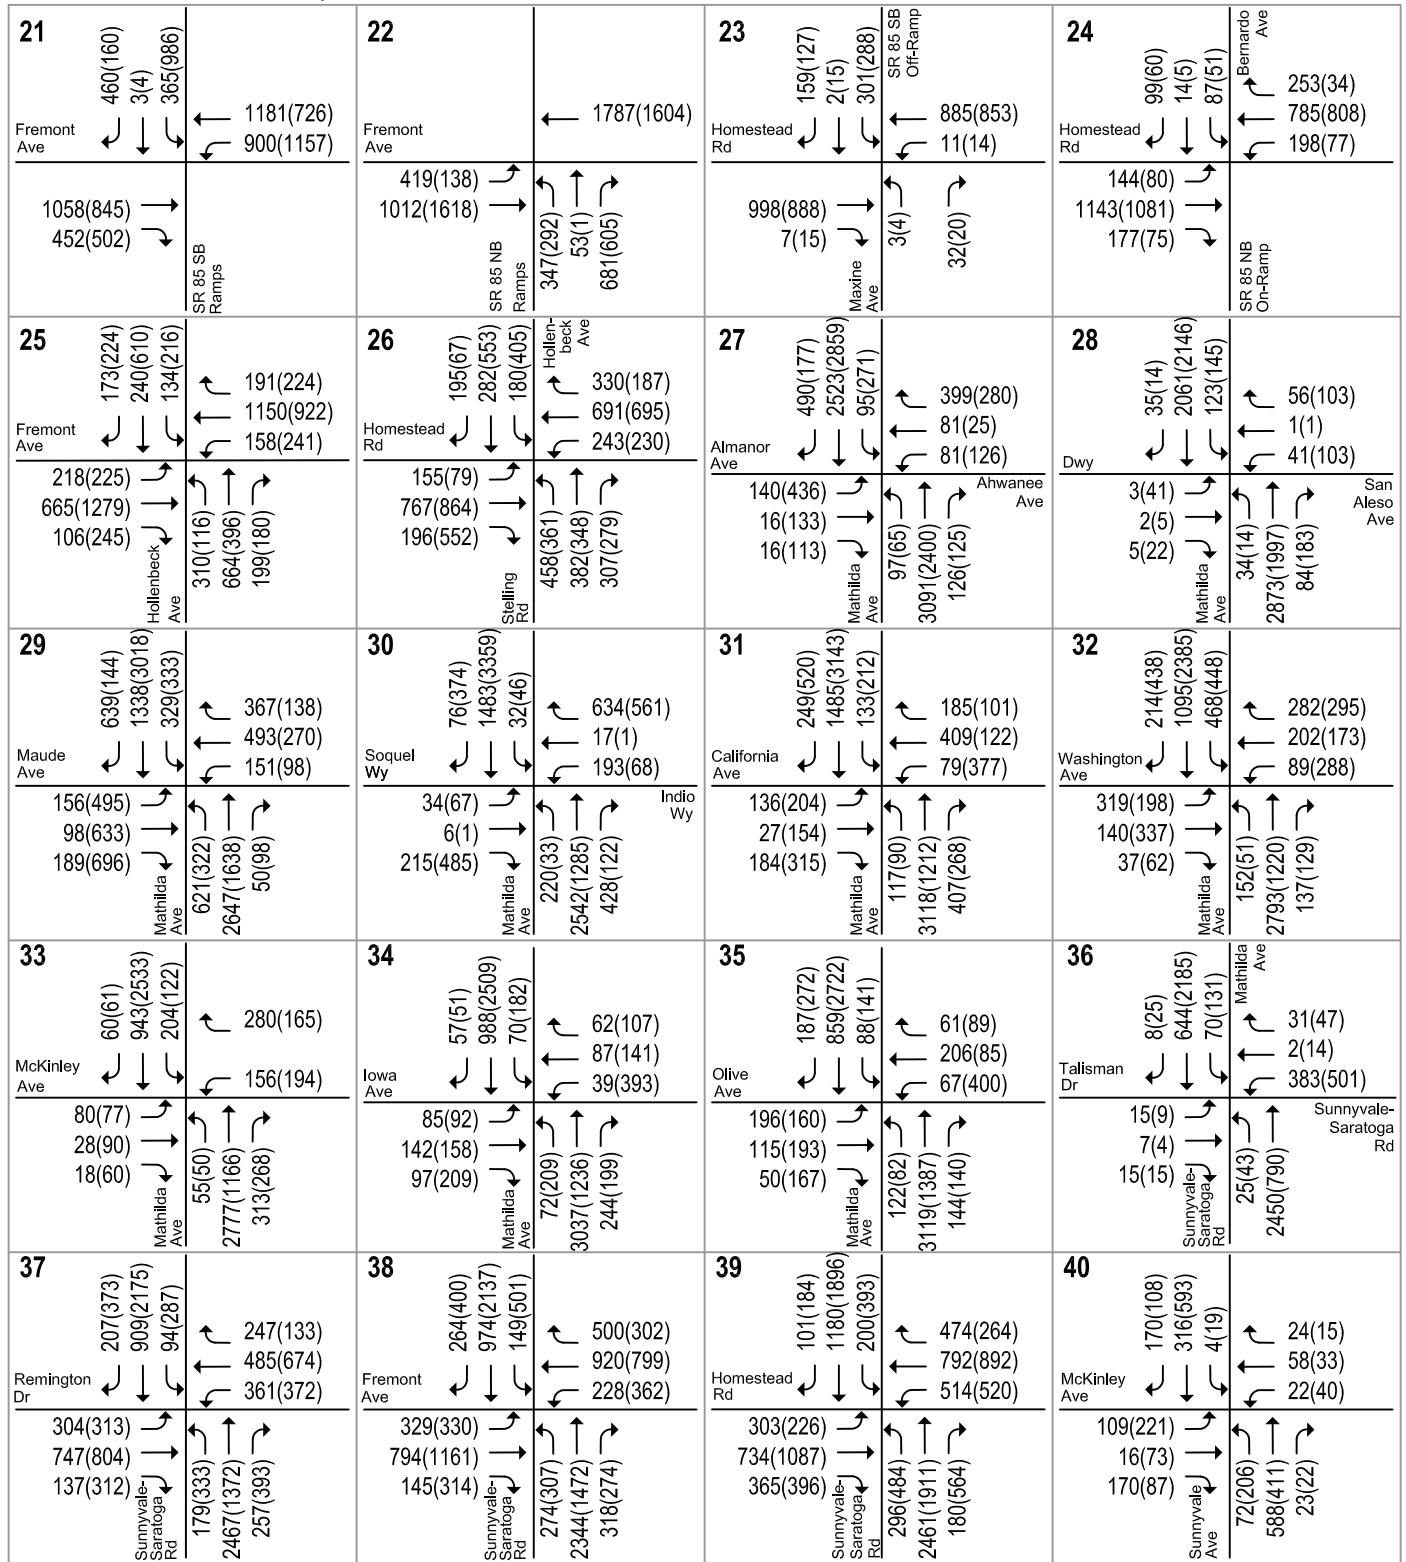 21
460(160)
3(4)
365(986)
1181(726)
900(1157)
Fremont
Ave
1058(845)
452(502)
SR 85 SB
Ramps
22
1787(1604)
Fremont
Ave
419(138)
1012(1618)
347(292)
53(1)
681(605)
SR 85 NB
Ramps
23
159(127)
2(15)
301(288)
SR 85 SB
Off-Ramp
885(853)
11(14)
Homestead
Rd
998(888)
7(15)
3(4)
32(20)
Maxine
Ave
24
99(60)
14(5)
87(51)
Bernardo
Ave
253(34)
785(808)
198(77)
Homestead
Rd
144(80)
1143(1081)
177(75)
SR 85 NB
On-Ramp
25
173(224)
240(610)
134(216)
191(224)
1150(922)
158(241)
Fremont
Ave
218(225)
665(1279)
106(245)
310(116)
664(396)
199(180)
Hollenbeck
Ave
26
195(67)
282(553)
180(405)
Hollen-
beck
Ave
330(187)
691(695)
243(230)
Homestead
Rd
155(79)
767(864)
196(552)
458(361)
382(348)
307(279)
Stelling
Rd
27
490(177)
2523(2859)
95(271)
399(280)
81(25)
81(126)
Almanor
Ave
Ahwanee
Ave
140(436)
16(133)
16(113)
97(65)
3091(2400)
126(125)
Mathilda
Ave
28
35(14)
2061(2146)
123(145)
56(103)
1(1)
41(103)
Dwy
San
Aleso
Ave
3(41)
2(5)
5(22)
34(14)
2873(1997)
84(183)
Mathilda
Ave
29
639(144)
1338(3018)
329(333)
367(138)
493(270)
151(98)
Maude
Ave
156(495)
98(633)
189(696)
621(322)
2647(1638)
50(98)
Mathilda
Ave
30
76(374)
1483(3359)
32(46)
634(561)
17(1)
193(68)
Soquel
Wy
Indio
Wy
34(67)
6(1)
215(485)
220(33)
2542(1285)
428(122)
Mathilda
Ave
31
249(520)
1485(3143)
133(212)
185(101)
409(122)
79(377)
California
Ave
136(204)
27(154)
184(315)
117(90)
3118(1212)
407(268)
Mathilda
Ave
32
214(438)
1095(2385)
468(448)
282(295)
202(173)
89(288)
Washington
Ave
319(198)
140(337)
37(62)
152(51)
2793(1220)
137(129)
Mathilda
Ave
33
60(61)
943(2533)
204(122)
280(165)
156(194)
McKinley
Ave
80(77)
28(90)
18(60)
55(50)
2777(1166)
313(268)
Mathilda
Ave
34
57(51)
988(2509)
70(182)
62(107)
87(141)
39(393)
Iowa
Ave
85(92)
142(158)
97(209)
72(209)
3037(1236)
244(199)
Mathilda
Ave
35
187(272)
859(2722)
88(141)
61(89)
206(85)
67(400)
Olive
Ave
196(160)
115(193)
50(167)
122(82)
3119(1387)
144(140)
Mathilda
Ave
36
8(25)
644(2185)
70(131)
Mathilda
Ave
31(47)
2(14)
383(501)
Talisman
Dr
Sunnyvale-
Saratoga
Rd
15(9)
7(4)
15(15)
25(43)
2450(790)
Sunnyvale-
Saratoga
Rd
37
207(373)
909(2175)
94(287)
247(133)
485(674)
361(372)
Remington
Dr
304(313)
747(804)
137(312)
179(333)
2467(1372)
257(393)
Sunnyvale-
Saratoga
Rd
38
264(400)
974(2137)
149(501)
500(302)
920(799)
228(362)
Fremont
Ave
329(330)
794(1161)
145(314)
274(307)
2344(1472)
318(274)
Sunnyvale-
Saratoga
Rd
39
101(184)
1180(1896)
200(393)
474(264)
792(892)
514(520)
Homestead
Rd
303(226)
734(1087)
365(396)
296(484)
2461(1911)
180(564)
Sunnyvale-
Saratoga
Rd
40
170(108)
316(593)
4(19)
24(15)
58(33)
22(40)
McKinley
Ave
109(221)
16(73)
170(87)
72(206)
588(411)
23(22)
Sunnyvale
Ave